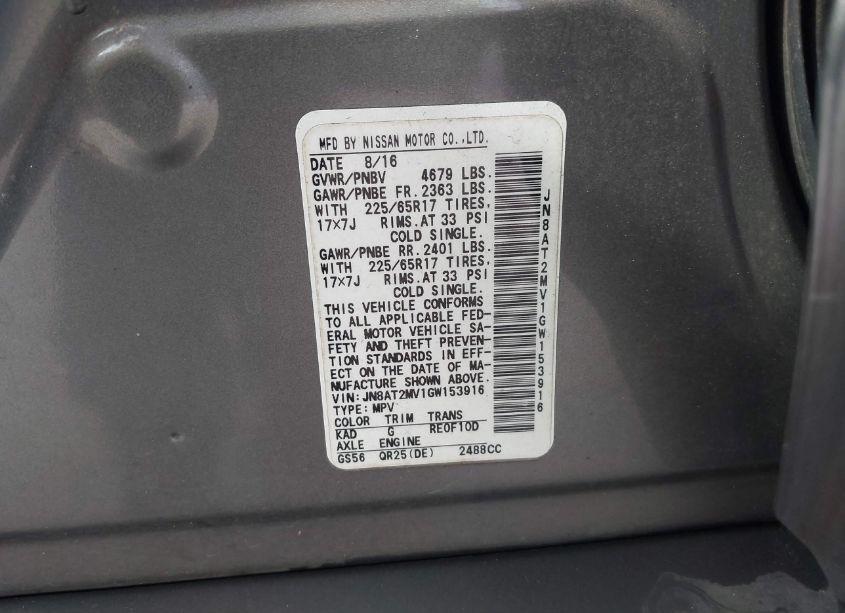 MFD BY NISSAN MOTOR CO.,LTD.
DATE 8/16
GVWR/PNBV 4679 LBS.
GAWR/PNBE FR. 2363 LBS.
WITH 225/65R17 TIRES,
17×7J RIMS.AT 33 PSI
COLD SINGLE.
GAWR/PNBE RR. 2401 LBS.
WITH 225/65R17 TIRES,
17×7J RIMS.AT 33 PSI
COLD SINGLE.
THIS VEHICLE CONFORMS
TO ALL APPLICABLE FED-
ERAL MOTOR VEHICLE SA-
FETY AND THEFT PREVEN-
TION STANDARDS IN EFF-
ECT ON THE DATE OF MA-
NUFACTURE SHOWN ABOVE.
VIN:JN8AT2MV1GW153916
TYPE:MPV
COLOR TRIM TRANS
KAD G REOF10D
AXLE ENGINE
GS56 QR25(DE) 2488CC
JN8AT2MV1GW153916